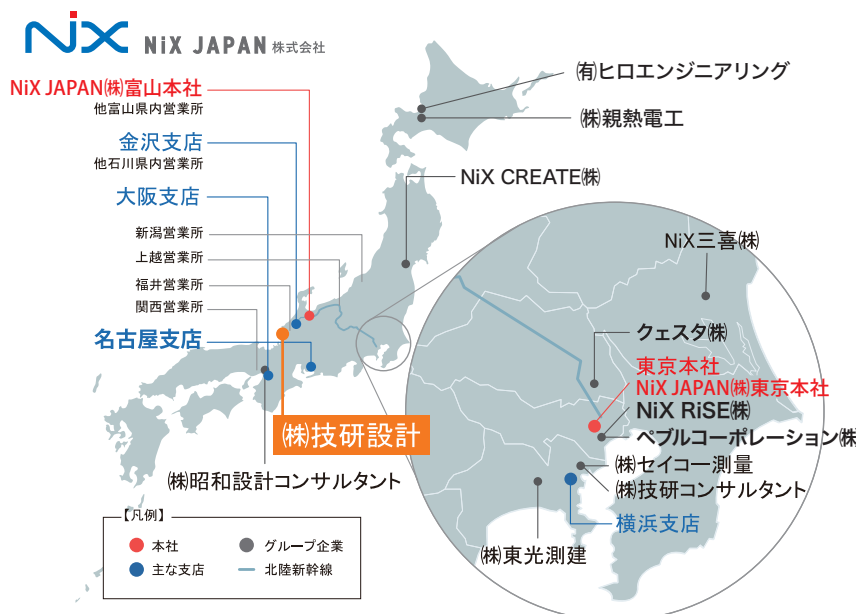 NiX
NiX JAPAN 株式会社
NiX JAPAN㈱富山本社
他富山県内営業所
金沢支店
他石川県内営業所
大阪支店
新潟営業所
上越営業所
福井営業所
関西営業所
名古屋支店
㈱技研設計
㈱昭和設計コンサルタント
㈲ヒロエンジニアリング
㈱親熱電工
NiX CREATE㈱
NiX三喜㈱
クェスタ㈱
東京本社
NiX JAPAN㈱東京本社
NiX RiSE㈱
ペブルコーポレーション㈱
㈱セイコー測量
㈱技研コンサルタント
横浜支店
㈱東光測建
【凡例】
本社
グループ企業
主な支店
北陸新幹線